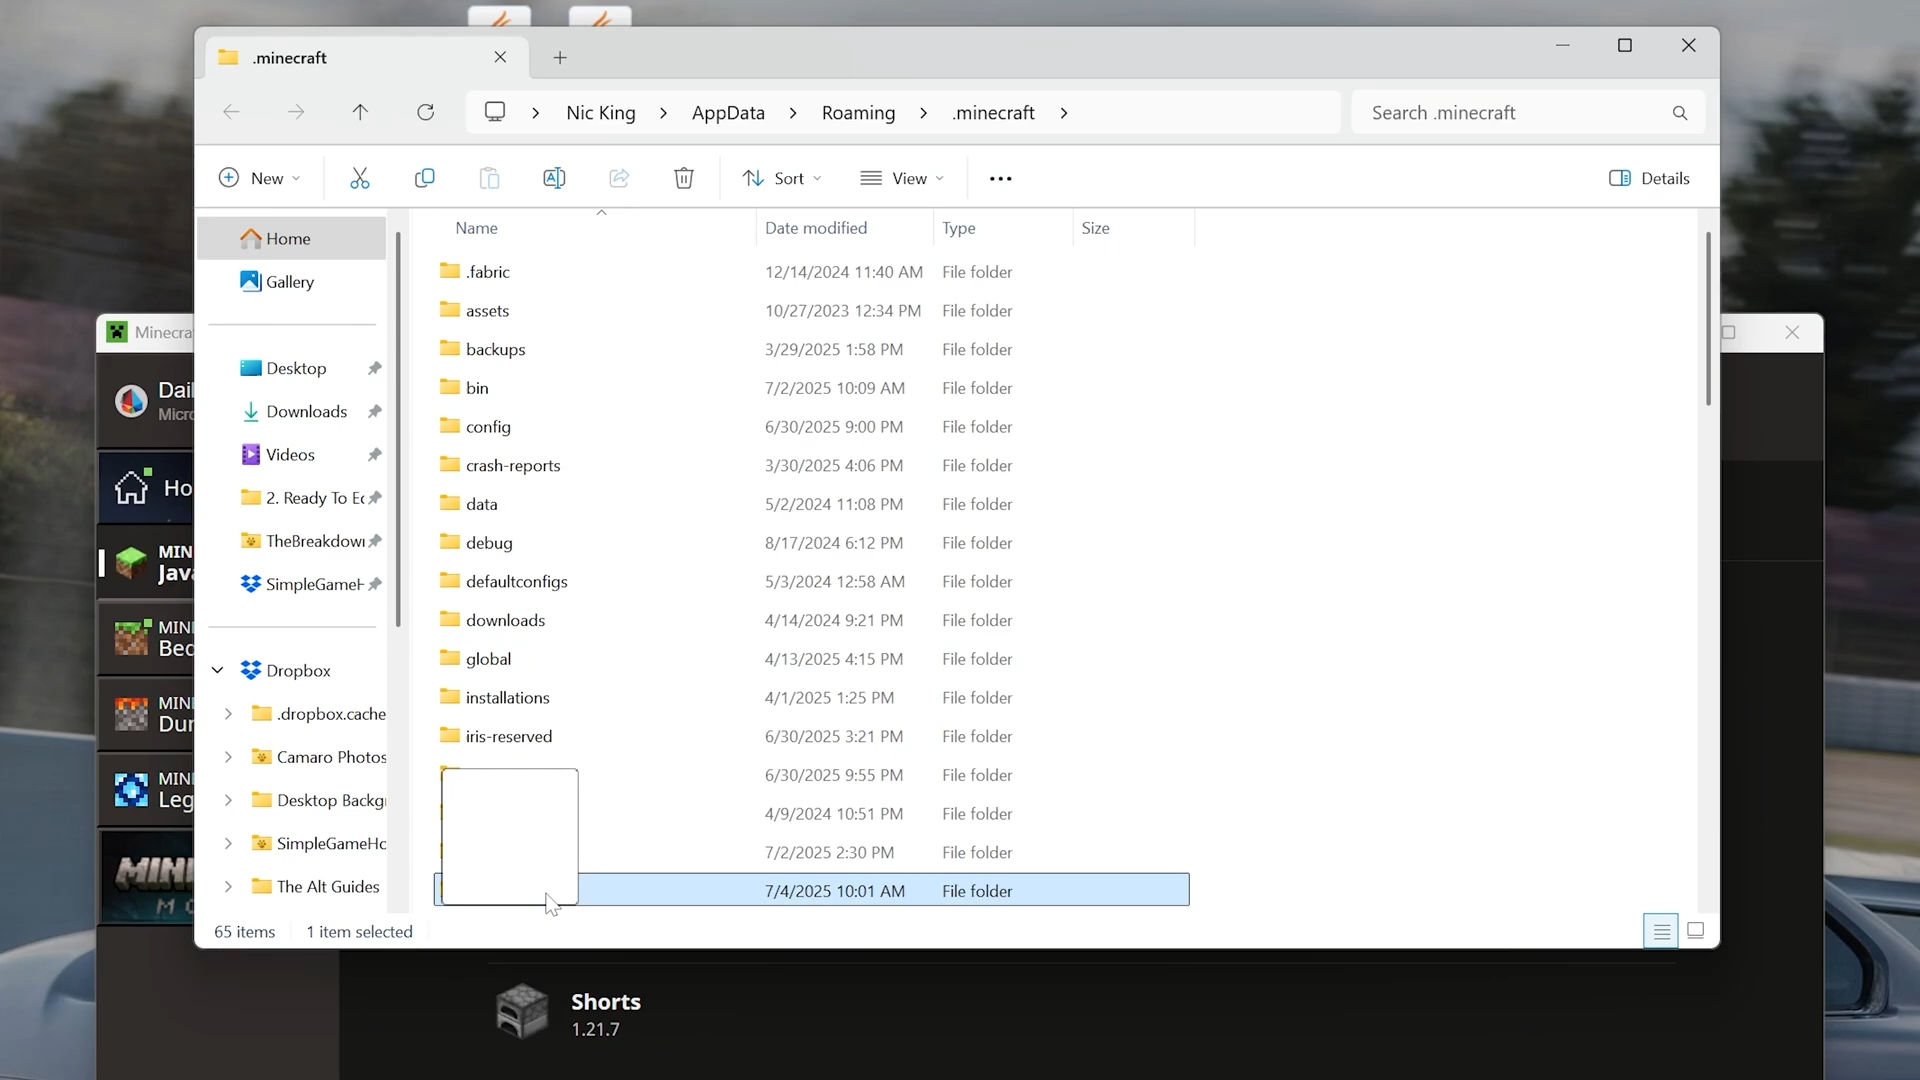 .minecraft
Nic King
AppData
Roaming
.minecraft
Search .minecraft
New
Sort
View
Details
Name
Date modified
Type
Size
Home
Gallery
Desktop
Downloads
Videos
2. Ready To Ec
TheBreakdow
SimpleGameH
Dropbox
.dropbox.cache
Camaro Photos
Desktop Backg
SimpleGameHo
The Alt Guides
.fabric 12/14/2024 11:40 AM File folder
assets 10/27/2023 12:34 PM File folder
backups 3/29/2025 1:58 PM File folder
bin 7/2/2025 10:09 AM File folder
config 6/30/2025 9:00 PM File folder
crash-reports 3/30/2025 4:06 PM File folder
data 5/2/2024 11:08 PM File folder
debug 8/17/2024 6:12 PM File folder
defaultconfigs 5/3/2024 12:58 AM File folder
downloads 4/14/2024 9:21 PM File folder
global 4/13/2025 4:15 PM File folder
installations 4/1/2025 1:25 PM File folder
iris-reserved 6/30/2025 3:21 PM File folder
6/30/2025 9:55 PM File folder
4/9/2024 10:51 PM File folder
7/2/2025 2:30 PM File folder
7/4/2025 10:01 AM File folder
65 items
1 item selected
Minecra
Dail
Micro
Ho
MIN
Java
MINI
Bed
MINI
Dun
MINI
Leg
MINI
Shorts
1.21.7